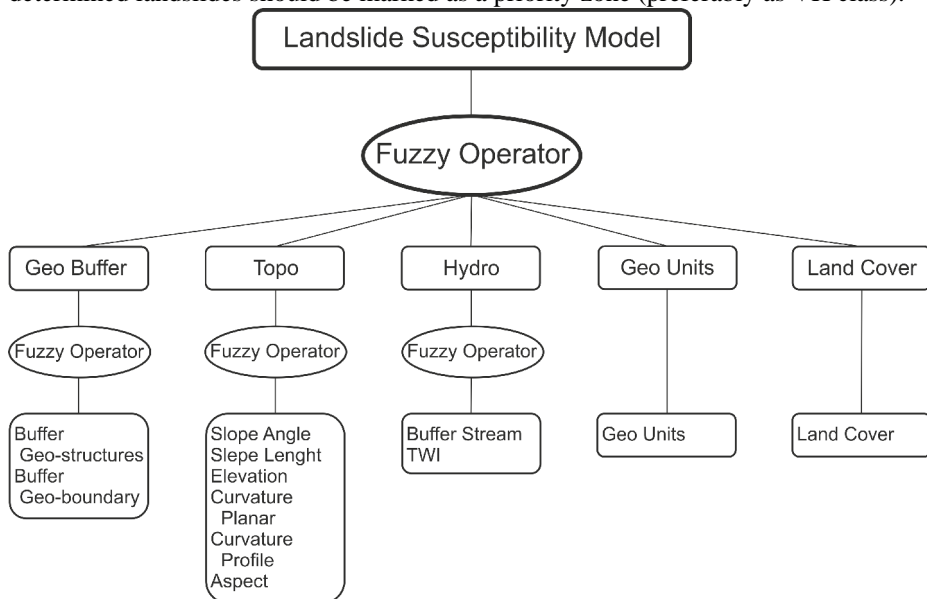 determined landslides should be marked as a priority zone (preferably as VH class).
Landslide Susceptibility Model
Fuzzy Operator
Geo Buffer
Topo
Hydro
Geo Units
Land Cover
Fuzzy Operator
Fuzzy Operator
Fuzzy Operator
Buffer
Geo-structures
Buffer
Geo-boundary
Slope Angle
Slepe Lenght
Elevation
Curvature
Planar
Curvature
Profile
Aspect
Buffer Stream
TWI
Geo Units
Land Cover